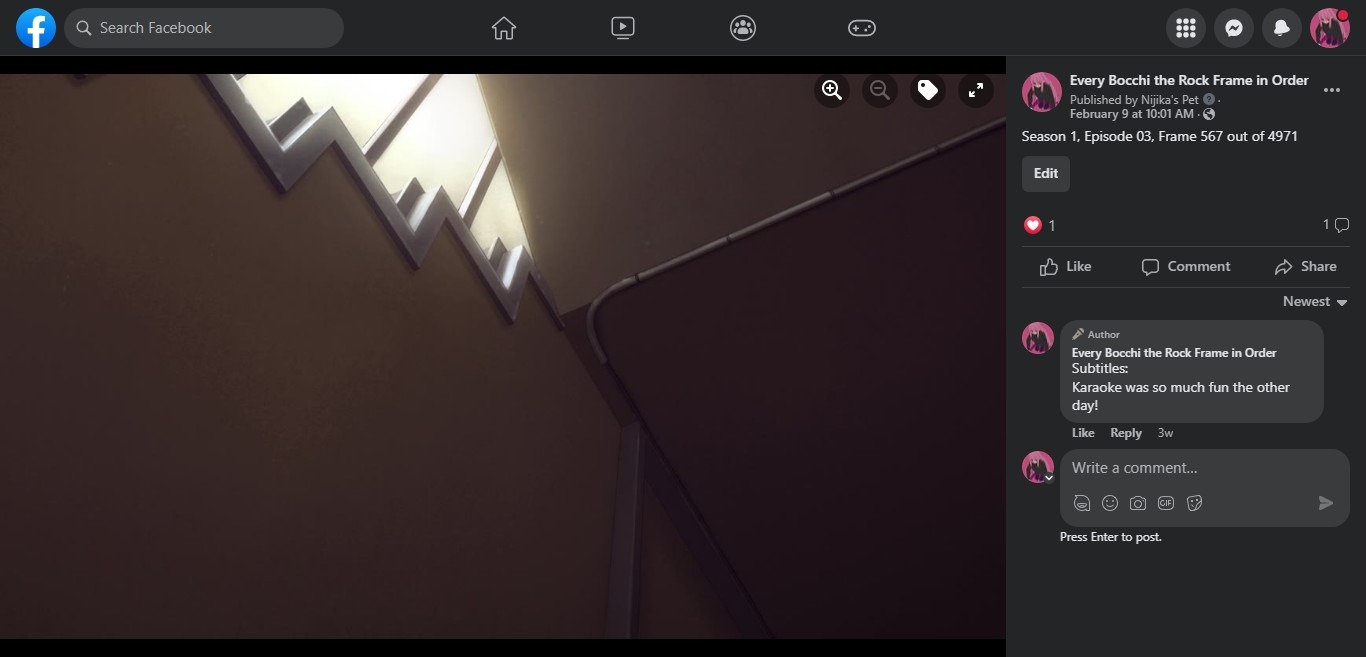 Search Facebook
Every Bocchi the Rock Frame in Order
Published by Nijika's Pet ·
February 9 at 10:01 AM ·
Season 1, Episode 03, Frame 567 out of 4971
Edit
1
1
Like
Comment
Share
Newest
Author
Every Bocchi the Rock Frame in Order
Subtitles:
Karaoke was so much fun the other
day!
Like Reply 3w
Write a comment...
GIF
Press Enter to post.